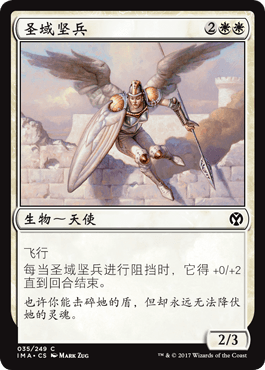 圣域坚兵 2
生物～天使
飞行
每当圣域坚兵进行阻挡时，它得 +0/+2
直到回合结束。
也许你能击碎她的盾，但却永远无法降伏
她的灵魂。
2/3
035/249 C
IMA • CS MARK ZUG
™ & © 2017 Wizards of the Coast